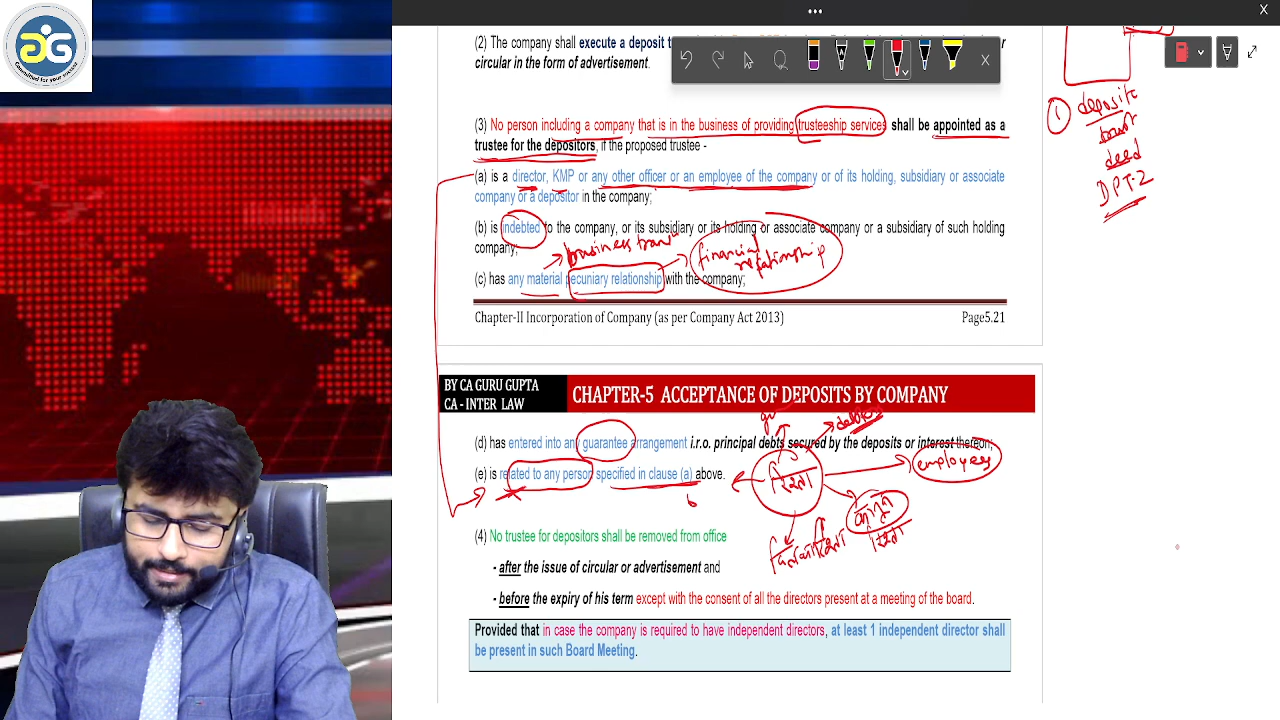 Committed for your success
(2) The company shall execute a deposit
circular in the form of advertisement.
(3) No person including a company that is in the business of providing trusteeship services shall be appointed as a
trustee for the depositors, if the proposed trustee -
(a) is a director, KMP or any other officer or an employee of the company or of its holding, subsidiary or associate
company or a depositor in the company;
(b) is indebted to the company, or its subsidiary or its holding or associate company or a subsidiary of such holding
company;
business
financial
relationship
(c) has any material pecuniary relationship with the company;
Chapter-II Incorporation of Company (as per Company Act 2013)
Page5.21
① deposit
trust
deed
DPT-2
BY CA GURU GUPTA
CA - INTER LAW
CHAPTER-5 ACCEPTANCE OF DEPOSITS BY COMPANY
(d) has entered into any guarantee arrangement i.r.o. principal debts secured by the deposits or interest thereon;
employees
(e) is related to any person specified in clause (a) above.
रिश्ता
(4) No trustee for depositors shall be removed from office
- after the issue of circular or advertisement and
- before the expiry of his term except with the consent of all the directors present at a meeting of the board.
Provided that in case the company is required to have independent directors, at least 1 independent director shall
be present in such Board Meeting.